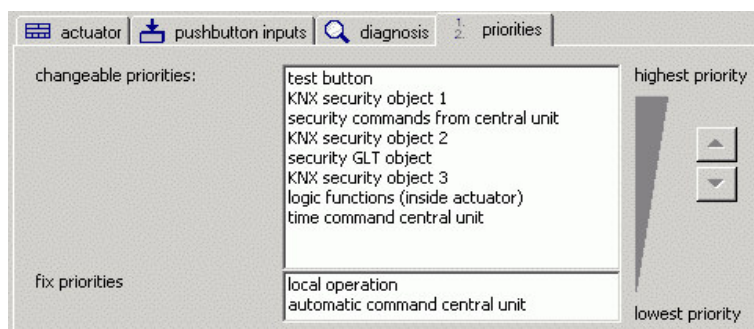 actuator pushbutton inputs diagnosis 1. 2. priorities
changeable priorities:
test button
KNX security object 1
security commands from central unit
KNX security object 2
security GLT object
KNX security object 3
logic functions (inside actuator)
time command central unit
highest priority
fix priorities
local operation
automatic command central unit
lowest priority